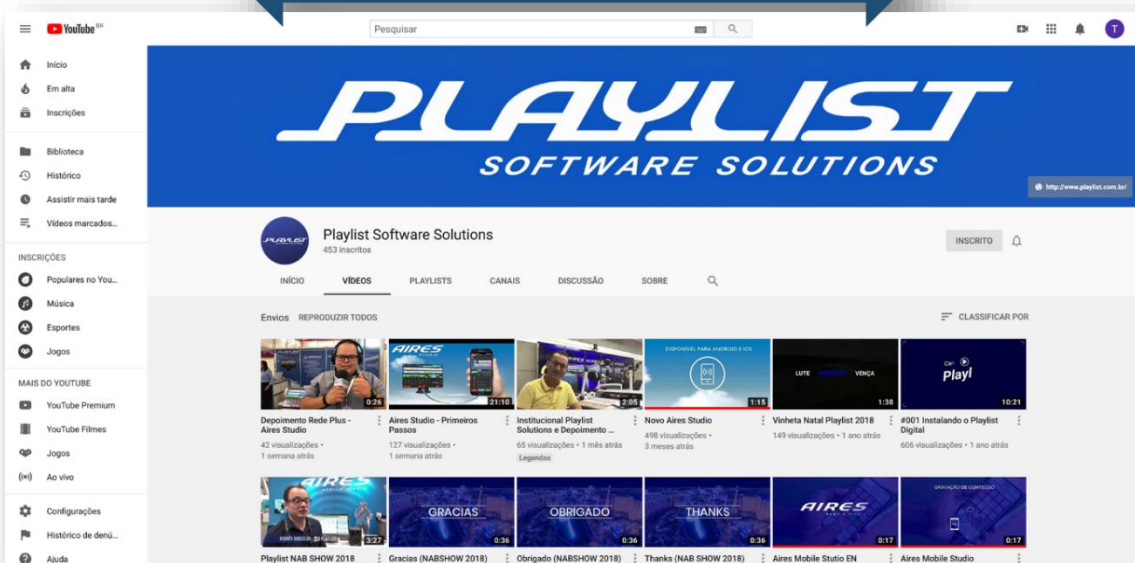 YouTube BR
Pesquisar
T
Início
Em alta
Inscrições
Biblioteca
Histórico
Assistir mais tarde
Vídeos marcados...
INSCRIÇÕES
Populares no You...
Música
Esportes
Jogos
MAIS DO YOUTUBE
YouTube Premium
YouTube Filmes
Jogos
Ao vivo
Configurações
Histórico de denú...
Ajuda
PLAYLIST
SOFTWARE SOLUTIONS
http://www.playlist.com.br/
PLAYLIST
Playlist Software Solutions
453 inscritos
INSCRITO
INÍCIO VÍDEOS PLAYLISTS CANAIS DISCUSSÃO SOBRE
Envios REPRODUZIR TODOS
CLASSIFICAR POR
0:26
Depoimento Rede Plus -
Aires Studio
42 visualizações •
1 semana atrás
AIRES
21:10
Aires Studio - Primeiros
Passos
127 visualizações •
1 semana atrás
2:05
Institucional Playlist
Solutions e Depoimento ...
65 visualizações • 1 mês atrás
Legendas
DISPONÍVEL PARA ANDROID E IOS
1:15
Novo Aires Studio
498 visualizações •
3 meses atrás
LUTE
VENÇA
1:38
Vinheta Natal Playlist 2018
149 visualizações • 1 ano atrás
Playl
10:21
#001 Instalando o Playlist
Digital
606 visualizações • 1 ano atrás
AIRES
3:27
Playlist NAB SHOW 2018
GRACIAS
0:36
Gracias (NABSHOW 2018)
OBRIGADO
0:36
Obrigado (NABSHOW 2018)
THANKS
0:36
Thanks (NAB SHOW 2018)
AIRES
0:17
Aires Mobile Stutio EN
GRAVAÇÃO DE CONTEÚDO
0:17
Aires Mobile Studio